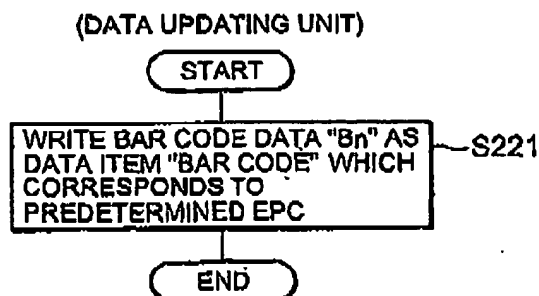 (DATA UPDATING UNIT)
START
WRITE BAR CODE DATA "Bn" AS
DATA ITEM "BAR CODE" WHICH
CORRESPONDS TO
PREDETERMINED EPC
S221
END